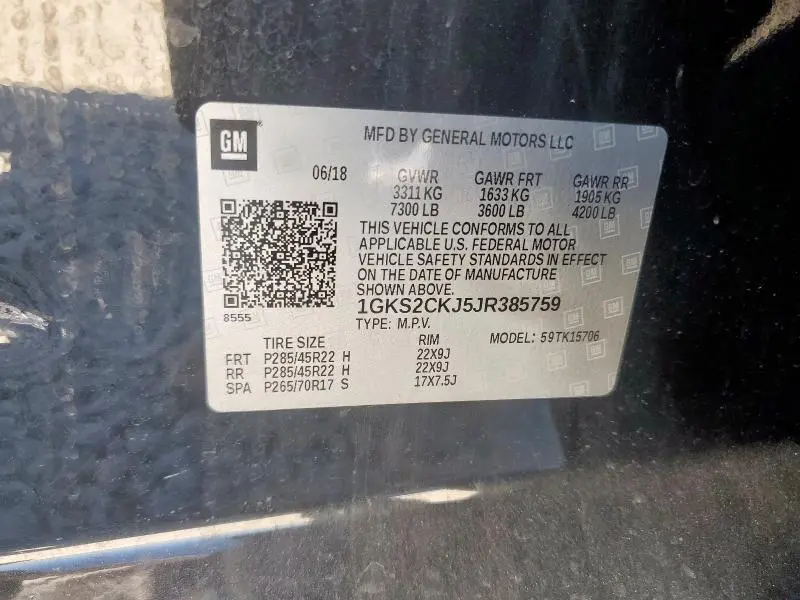 GM
MFD BY GENERAL MOTORS LLC
06/18 GVWR GAWR FRT GAWR RR
3311 KG 1633 KG 1905 KG
7300 LB 3600 LB 4200 LB
THIS VEHICLE CONFORMS TO ALL
APPLICABLE U.S. FEDERAL MOTOR
VEHICLE SAFETY STANDARDS IN EFFECT
ON THE DATE OF MANUFACTURE
SHOWN ABOVE.
1GKS2CKJ5JR385759
8555
TYPE: M.P.V. MODEL: 59TK15706
TIRE SIZE RIM
FRT P285/45R22 H 22X9J
RR P285/45R22 H 22X9J
SPA P265/70R17 S 17X7.5J